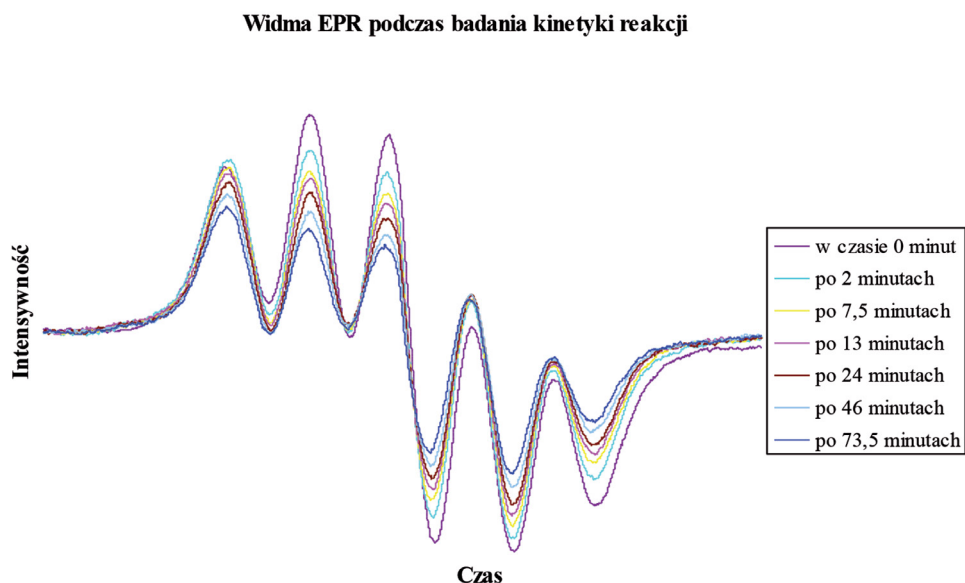 Widma EPR podczas badania kinetyki reakcji
Intensywność
w czasie 0 minut
po 2 minutach
po 7,5 minutach
po 13 minutach
po 24 minutach
po 46 minutach
po 73,5 minutach
Czas